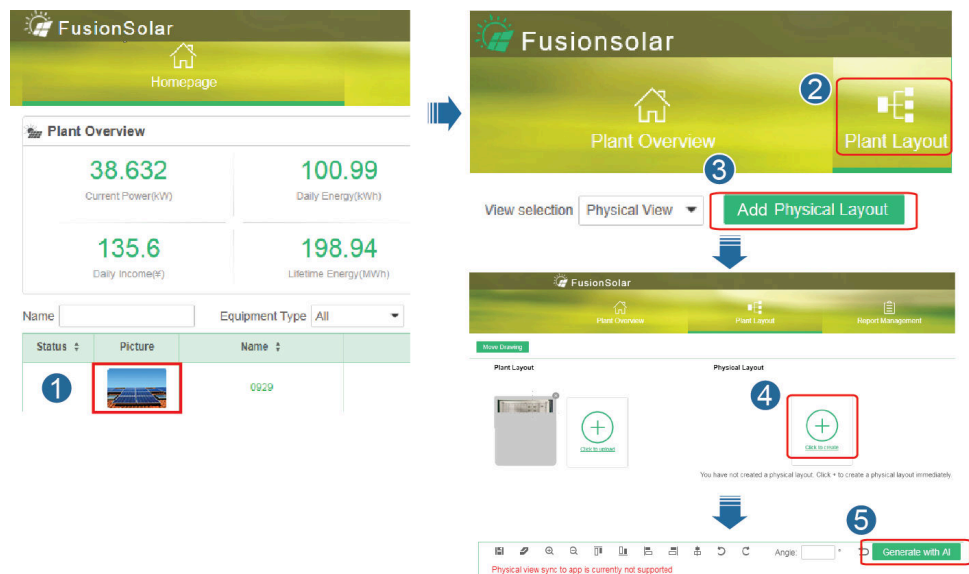 FusionSolar
Homepage
Plant Overview
38.632
100.99
Current Power(kW)
Daily Energy(kWh)
135.6
198.94
Daily Income(¥)
Lifetime Energy(MWh)
Name
Equipment Type All
Status Picture Name
1
0929
Fusionsolar
2
Plant Overview
Plant Layout
3
View selection Physical View Add Physical Layout
FusionSolar
Plant Overview
Plant Layout
Report Management
Move Drawing
Plant Layout
Physical Layout
4
Click to upload
Click to create
You have not created a physical layout. Click + to create a physical layout immediately.
5
Angle: ° Generate with AI
Physical view sync to app is currently not supported